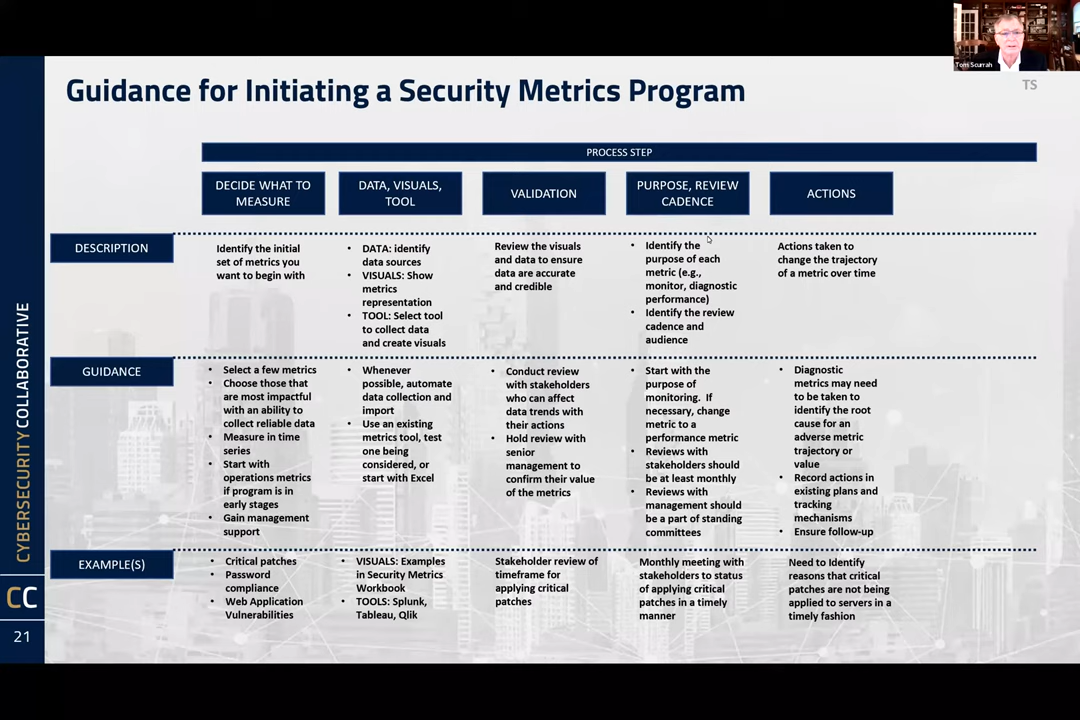 Tom Scurrah
Guidance for Initiating a Security Metrics Program
TS
PROCESS STEP
DECIDE WHAT TO
MEASURE
DATA, VISUALS,
TOOL
VALIDATION
PURPOSE, REVIEW
CADENCE
ACTIONS
DESCRIPTION
Identify the initial
set of metrics you
want to begin with
• DATA: identify
data sources
• VISUALS: Show
metrics
representation
• TOOL: Select tool
to collect data
and create visuals
Review the visuals
and data to ensure
data are accurate
and credible
• Identify the
purpose of each
metric (e.g.,
monitor, diagnostic
performance)
• Identify the review
cadence and
audience
Actions taken to
change the trajectory
of a metric over time
GUIDANCE
• Select a few metrics
• Choose those that
are most impactful
with an ability to
collect reliable data
• Measure in time
series
• Start with
operations metrics
if program is in
early stages
• Gain management
support
• Whenever
possible, automate
data collection and
import
• Use an existing
metrics tool, test
one being
considered, or
start with Excel
• Conduct review
with stakeholders
who can affect
data trends with
their actions
• Hold review with
senior
management to
confirm their value
of the metrics
• Start with the
purpose of
monitoring. If
necessary, change
metric to a
performance metric
• Reviews with
stakeholders should
be at least monthly
• Reviews with
management should
be a part of standing
committees
• Diagnostic
metrics may need
to be taken to
identify the root
cause for an
adverse metric
trajectory or
value
• Record actions in
existing plans and
tracking
mechanisms
• Ensure follow-up
EXAMPLE(S)
• Critical patches
• Password
compliance
• Web Application
Vulnerabilities
• VISUALS: Examples
in Security Metrics
Workbook
• TOOLS: Splunk,
Tableau, Qlik
Stakeholder review of
timeframe for
applying critical
patches
Monthly meeting with
stakeholders to status
of applying critical
patches in a timely
manner
Need to Identify
reasons that critical
patches are not being
applied to servers in a
timely fashion
CYBERSECURITY COLLABORATIVE
CC
21